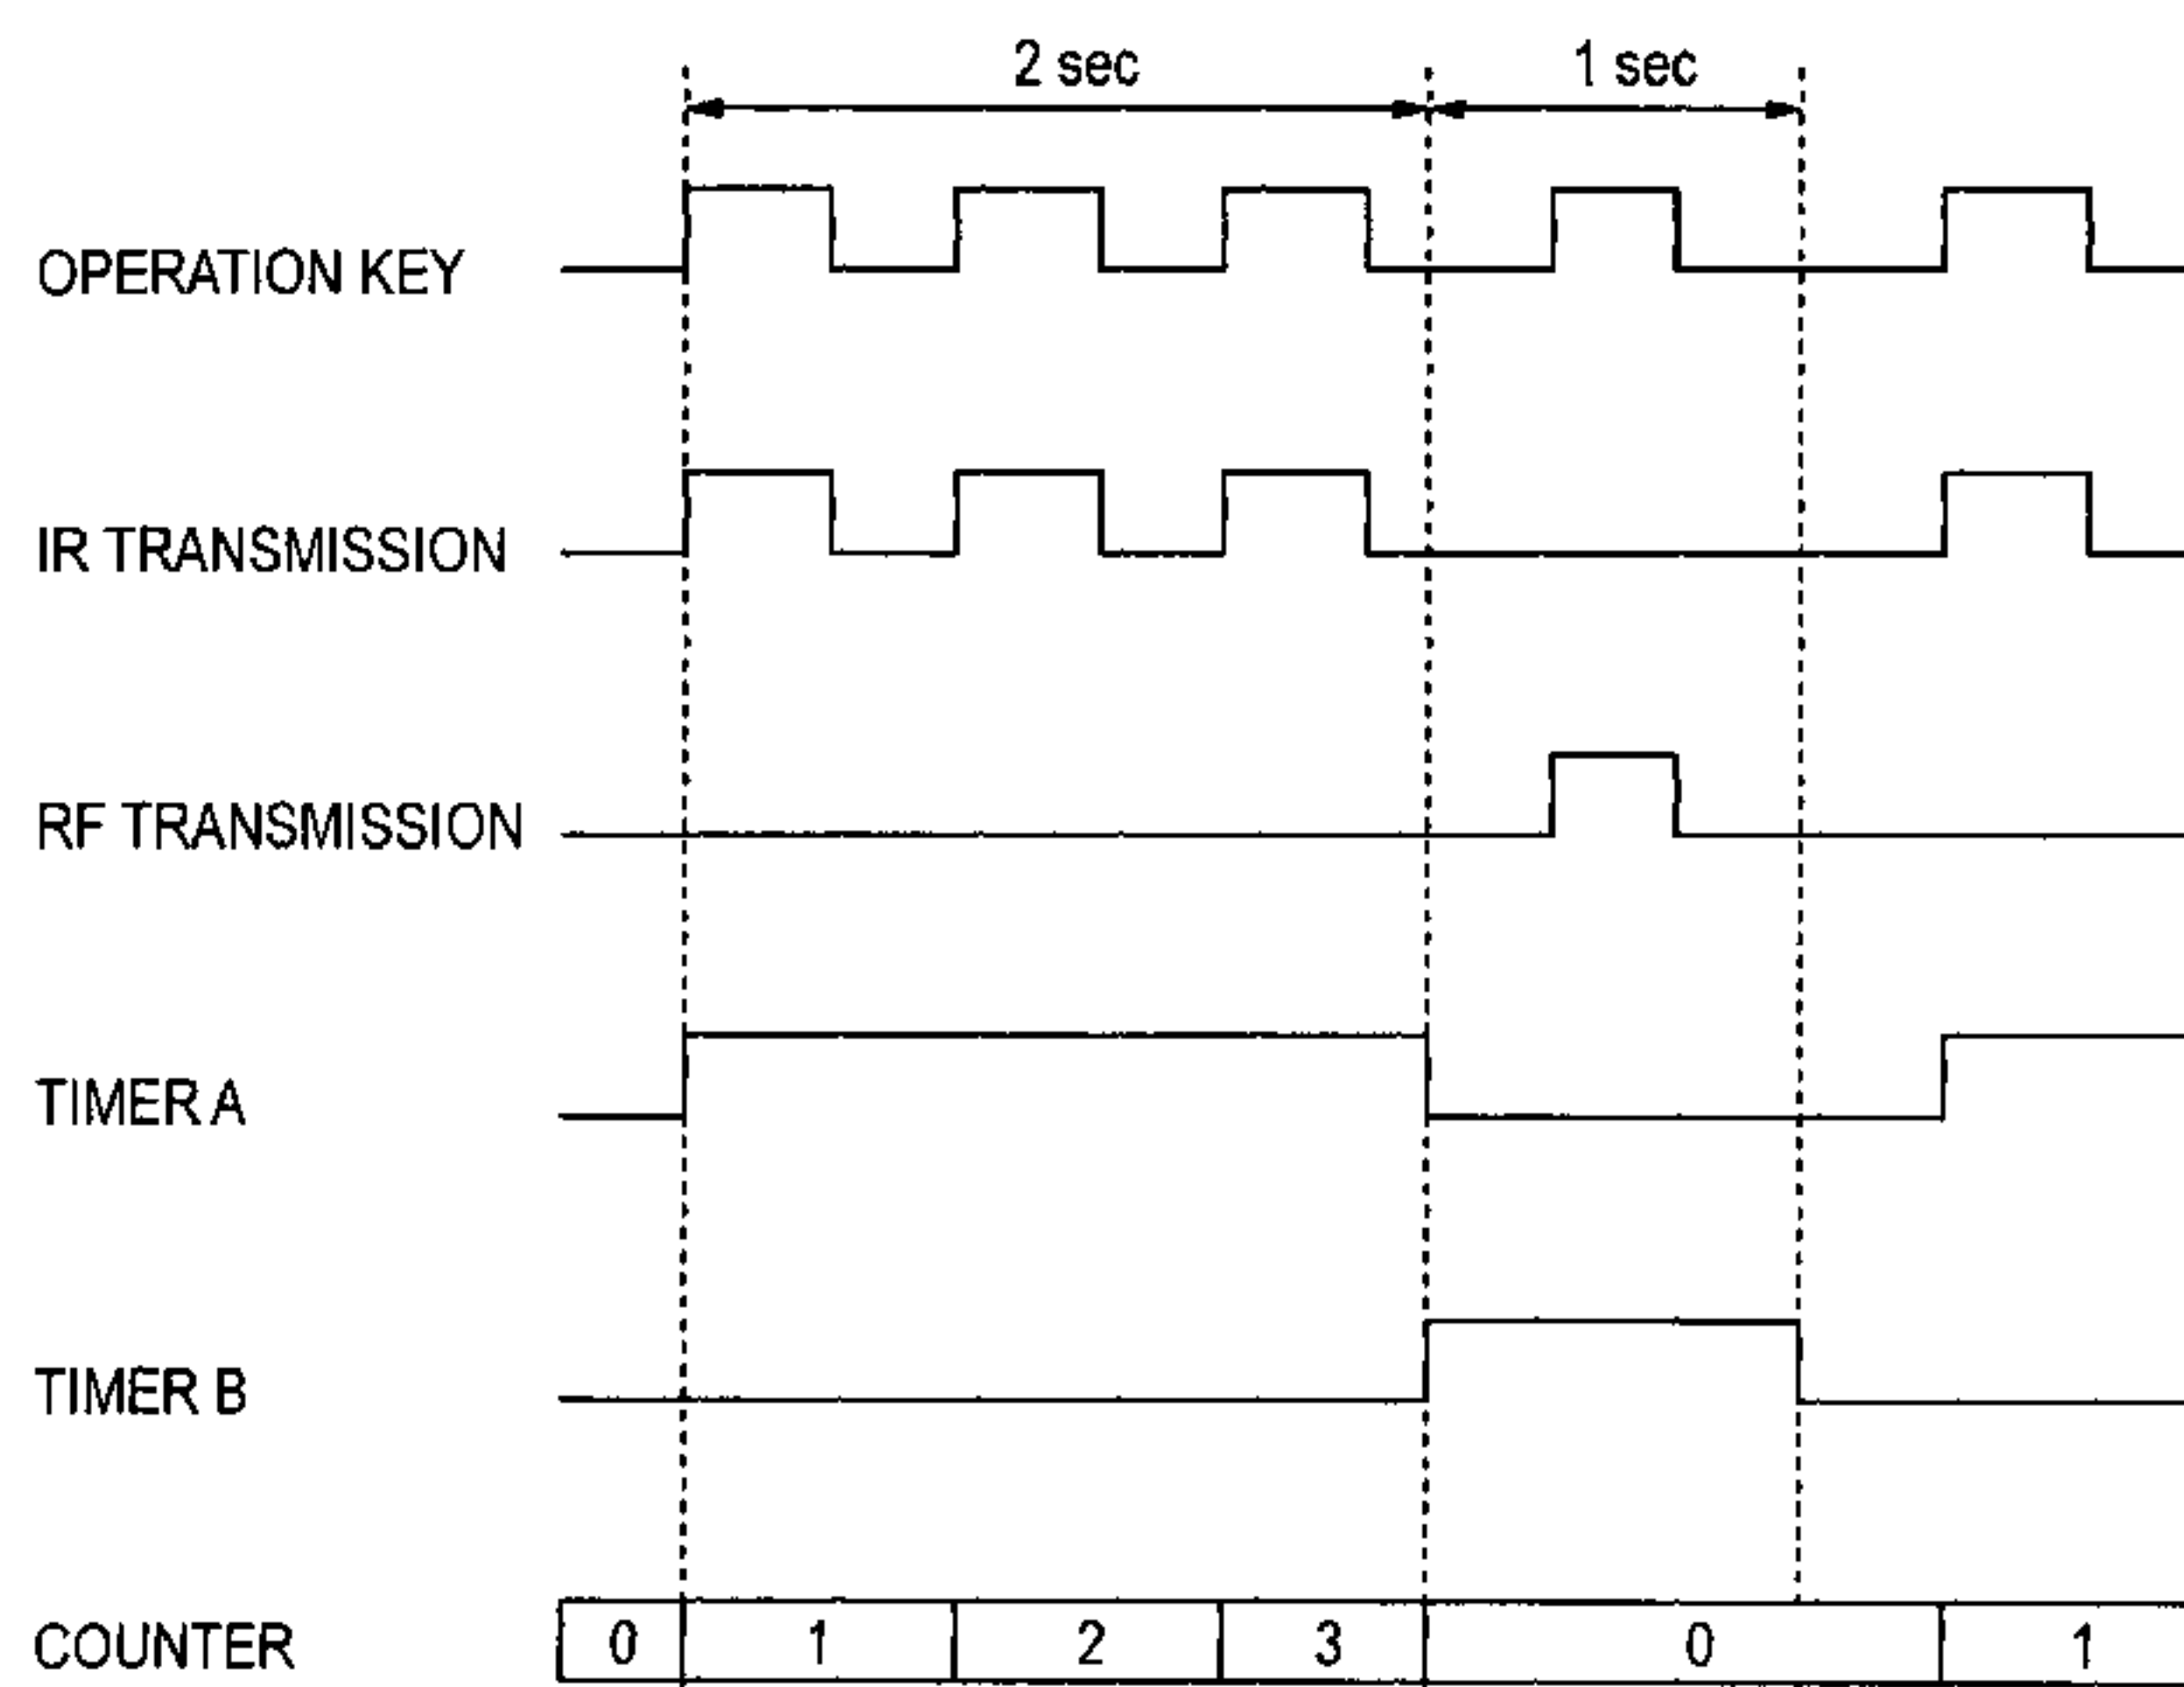 2 sec 1 sec
OPERATION KEY
IR TRANSMISSION
RF TRANSMISSION
TIMER A
TIMER B
COUNTER 0 1 2 3 0 1